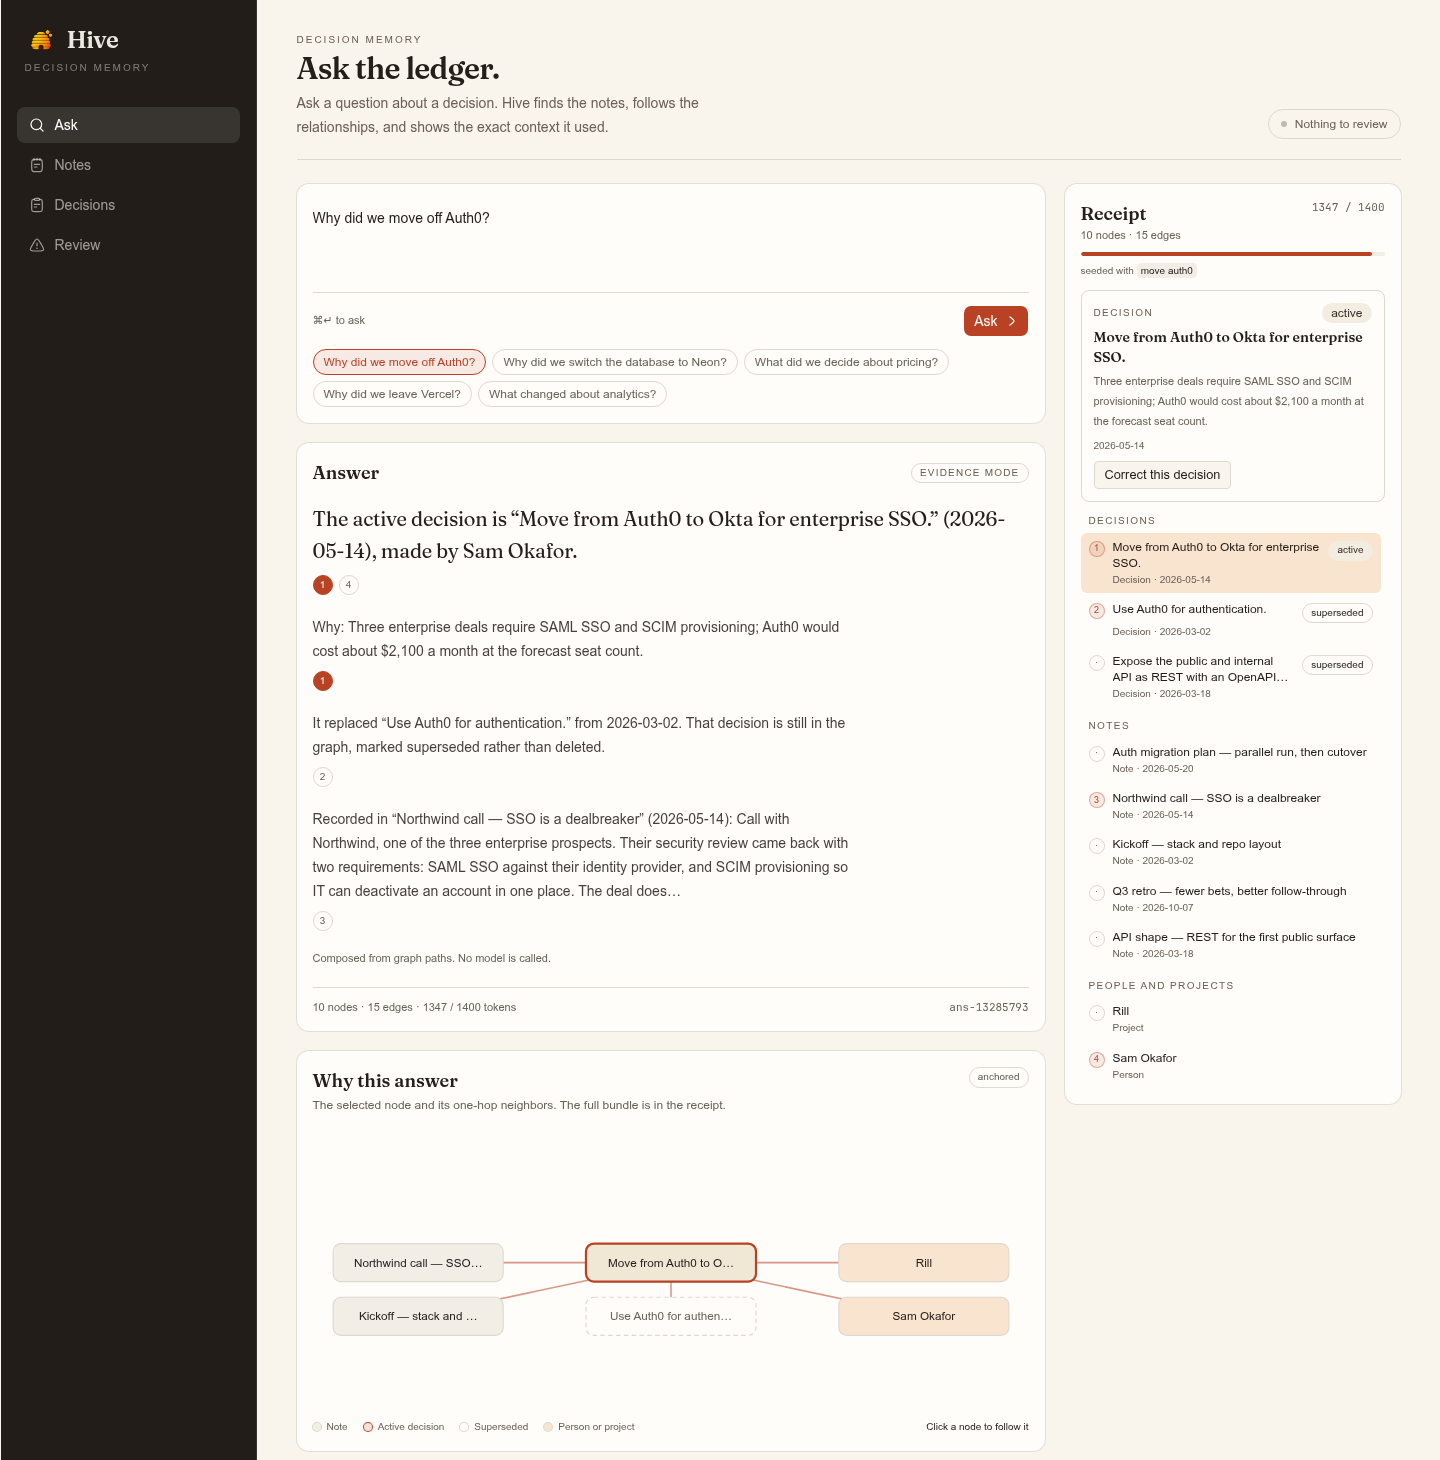 Hive
DECISION MEMORY
Ask
Notes
Decisions
Review
DECISION MEMORY
Ask the ledger.
Ask a question about a decision. Hive finds the notes, follows the
relationships, and shows the exact context it used.
Nothing to review
Why did we move off Auth0?
⌘↵ to ask
Ask
Why did we move off Auth0?
Why did we switch the database to Neon?
What did we decide about pricing?
Why did we leave Vercel?
What changed about analytics?
Answer
EVIDENCE MODE
The active decision is “Move from Auth0 to Okta for enterprise SSO.” (2026-
05-14), made by Sam Okafor.
1 4
Why: Three enterprise deals require SAML SSO and SCIM provisioning; Auth0 would
cost about $2,100 a month at the forecast seat count.
1
It replaced “Use Auth0 for authentication.” from 2026-03-02. That decision is still in the
graph, marked superseded rather than deleted.
2
Recorded in “Northwind call — SSO is a dealbreaker” (2026-05-14): Call with
Northwind, one of the three enterprise prospects. Their security review came back with
two requirements: SAML SSO against their identity provider, and SCIM provisioning so
IT can deactivate an account in one place. The deal does…
3
Composed from graph paths. No model is called.
10 nodes · 15 edges · 1347 / 1400 tokens
ans-13285793
Why this answer
anchored
The selected node and its one-hop neighbors. The full bundle is in the receipt.
Northwind call — SSO…
Move from Auth0 to O…
Rill
Kickoff — stack and …
Use Auth0 for authen…
Sam Okafor
Note
Active decision
Superseded
Person or project
Click a node to follow it
Receipt
1347 / 1400
10 nodes · 15 edges
seeded with move auth0
DECISION
active
Move from Auth0 to Okta for enterprise
SSO.
Three enterprise deals require SAML SSO and SCIM
provisioning; Auth0 would cost about $2,100 a month at
the forecast seat count.
2026-05-14
Correct this decision
DECISIONS
1 Move from Auth0 to Okta for enterprise
SSO.
active
Decision · 2026-05-14
2 Use Auth0 for authentication.
superseded
Decision · 2026-03-02
· Expose the public and internal
API as REST with an OpenAPI…
superseded
Decision · 2026-03-18
NOTES
· Auth migration plan — parallel run, then cutover
Note · 2026-05-20
3 Northwind call — SSO is a dealbreaker
Note · 2026-05-14
· Kickoff — stack and repo layout
Note · 2026-03-02
· Q3 retro — fewer bets, better follow-through
Note · 2026-10-07
· API shape — REST for the first public surface
Note · 2026-03-18
PEOPLE AND PROJECTS
· Rill
Project
4 Sam Okafor
Person